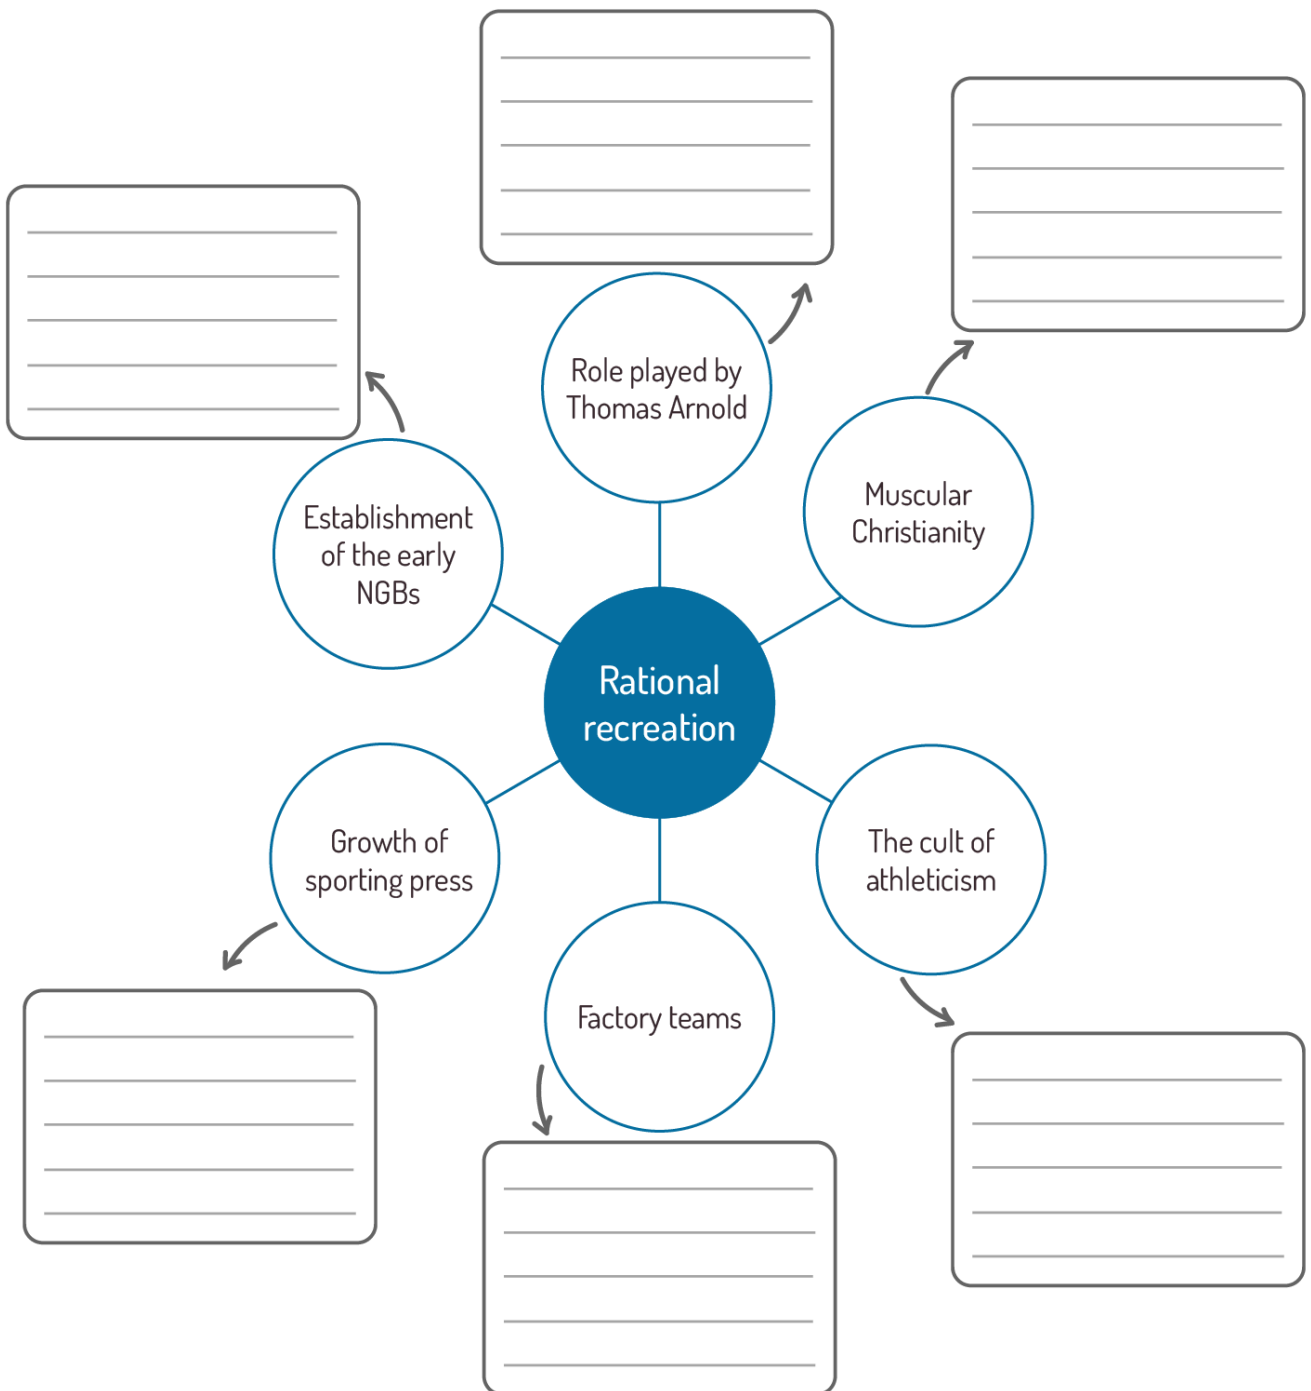 Role played by
Thomas Arnold
Muscular
Christianity
Establishment
of the early
NGBs
Rational
recreation
Growth of
sporting press
The cult of
athleticism
Factory teams